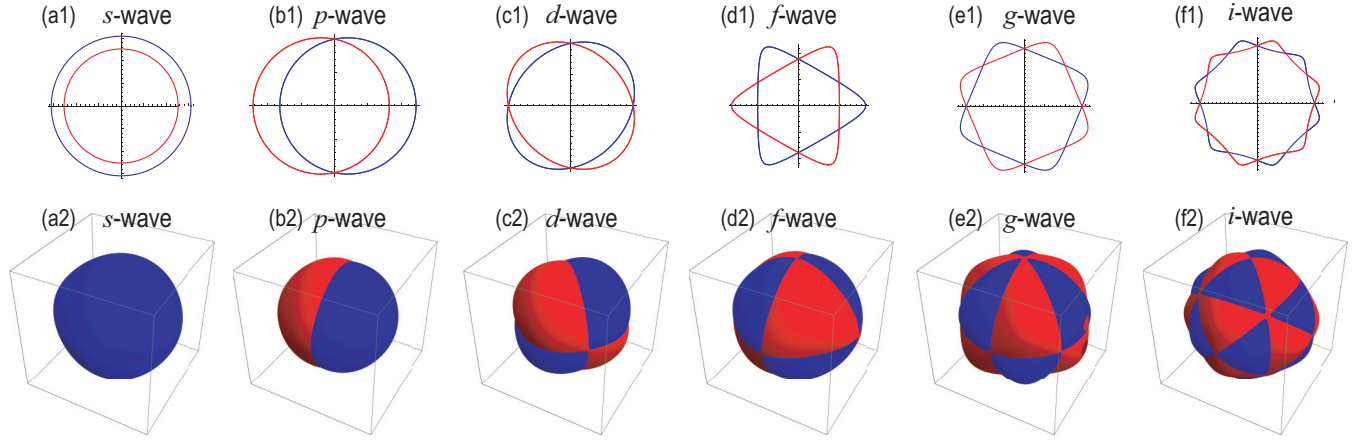 (a1) s-wave
(b1) p-wave
(c1) d-wave
(d1) f-wave
(e1) g-wave
(f1) i-wave
(a2) s-wave
(b2) p-wave
(c2) d-wave
(d2) f-wave
(e2) g-wave
(f2) i-wave